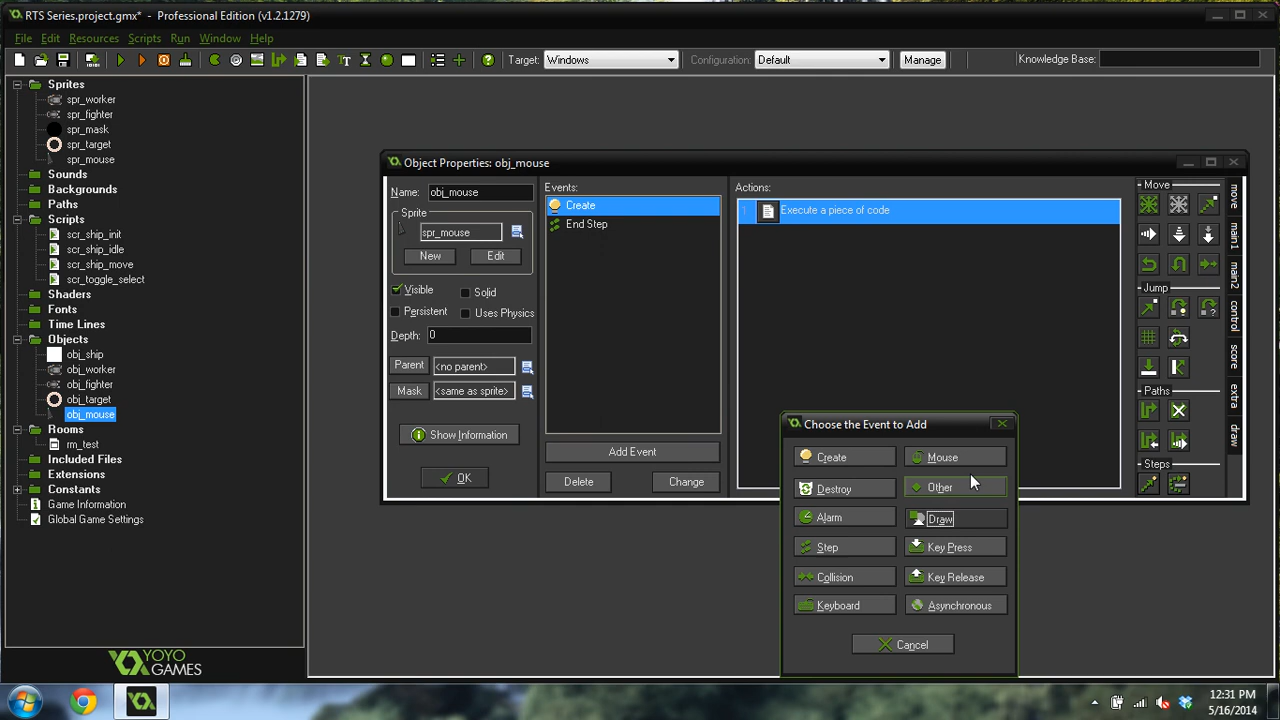 RTS Series.project.gmx* - Professional Edition (v1.2.1279)
File Edit Resources Scripts Run Window Help
Target: Windows Configuration: Default Manage Knowledge Base:
Sprites
spr_worker
spr_fighter
spr_mask
spr_target
spr_mouse
Sounds
Backgrounds
Paths
Scripts
scr_ship_init
scr_ship_idle
scr_ship_move
scr_toggle_select
Shaders
Fonts
Time Lines
Objects
obj_ship
obj_worker
obj_fighter
obj_target
obj_mouse
Rooms
rm_test
Included Files
Extensions
Constants
Game Information
Global Game Settings
YOYO
GAMES
Object Properties: obj_mouse
Name: obj_mouse
Sprite
spr_mouse
New Edit
Visible Solid
Persistent Uses Physics
Depth: 0
Parent <no parent>
Mask <same as sprite>
Show Information
OK
Events:
Create
End Step
Add Event
Delete Change
Actions:
1 Execute a piece of code
Move
Jump
Paths
Steps
move
main1
main2
control
score
extra
draw
Choose the Event to Add
Create Mouse
Destroy Other
Alarm Draw
Step Key Press
Collision Key Release
Keyboard Asynchronous
Cancel
12:31 PM
5/16/2014